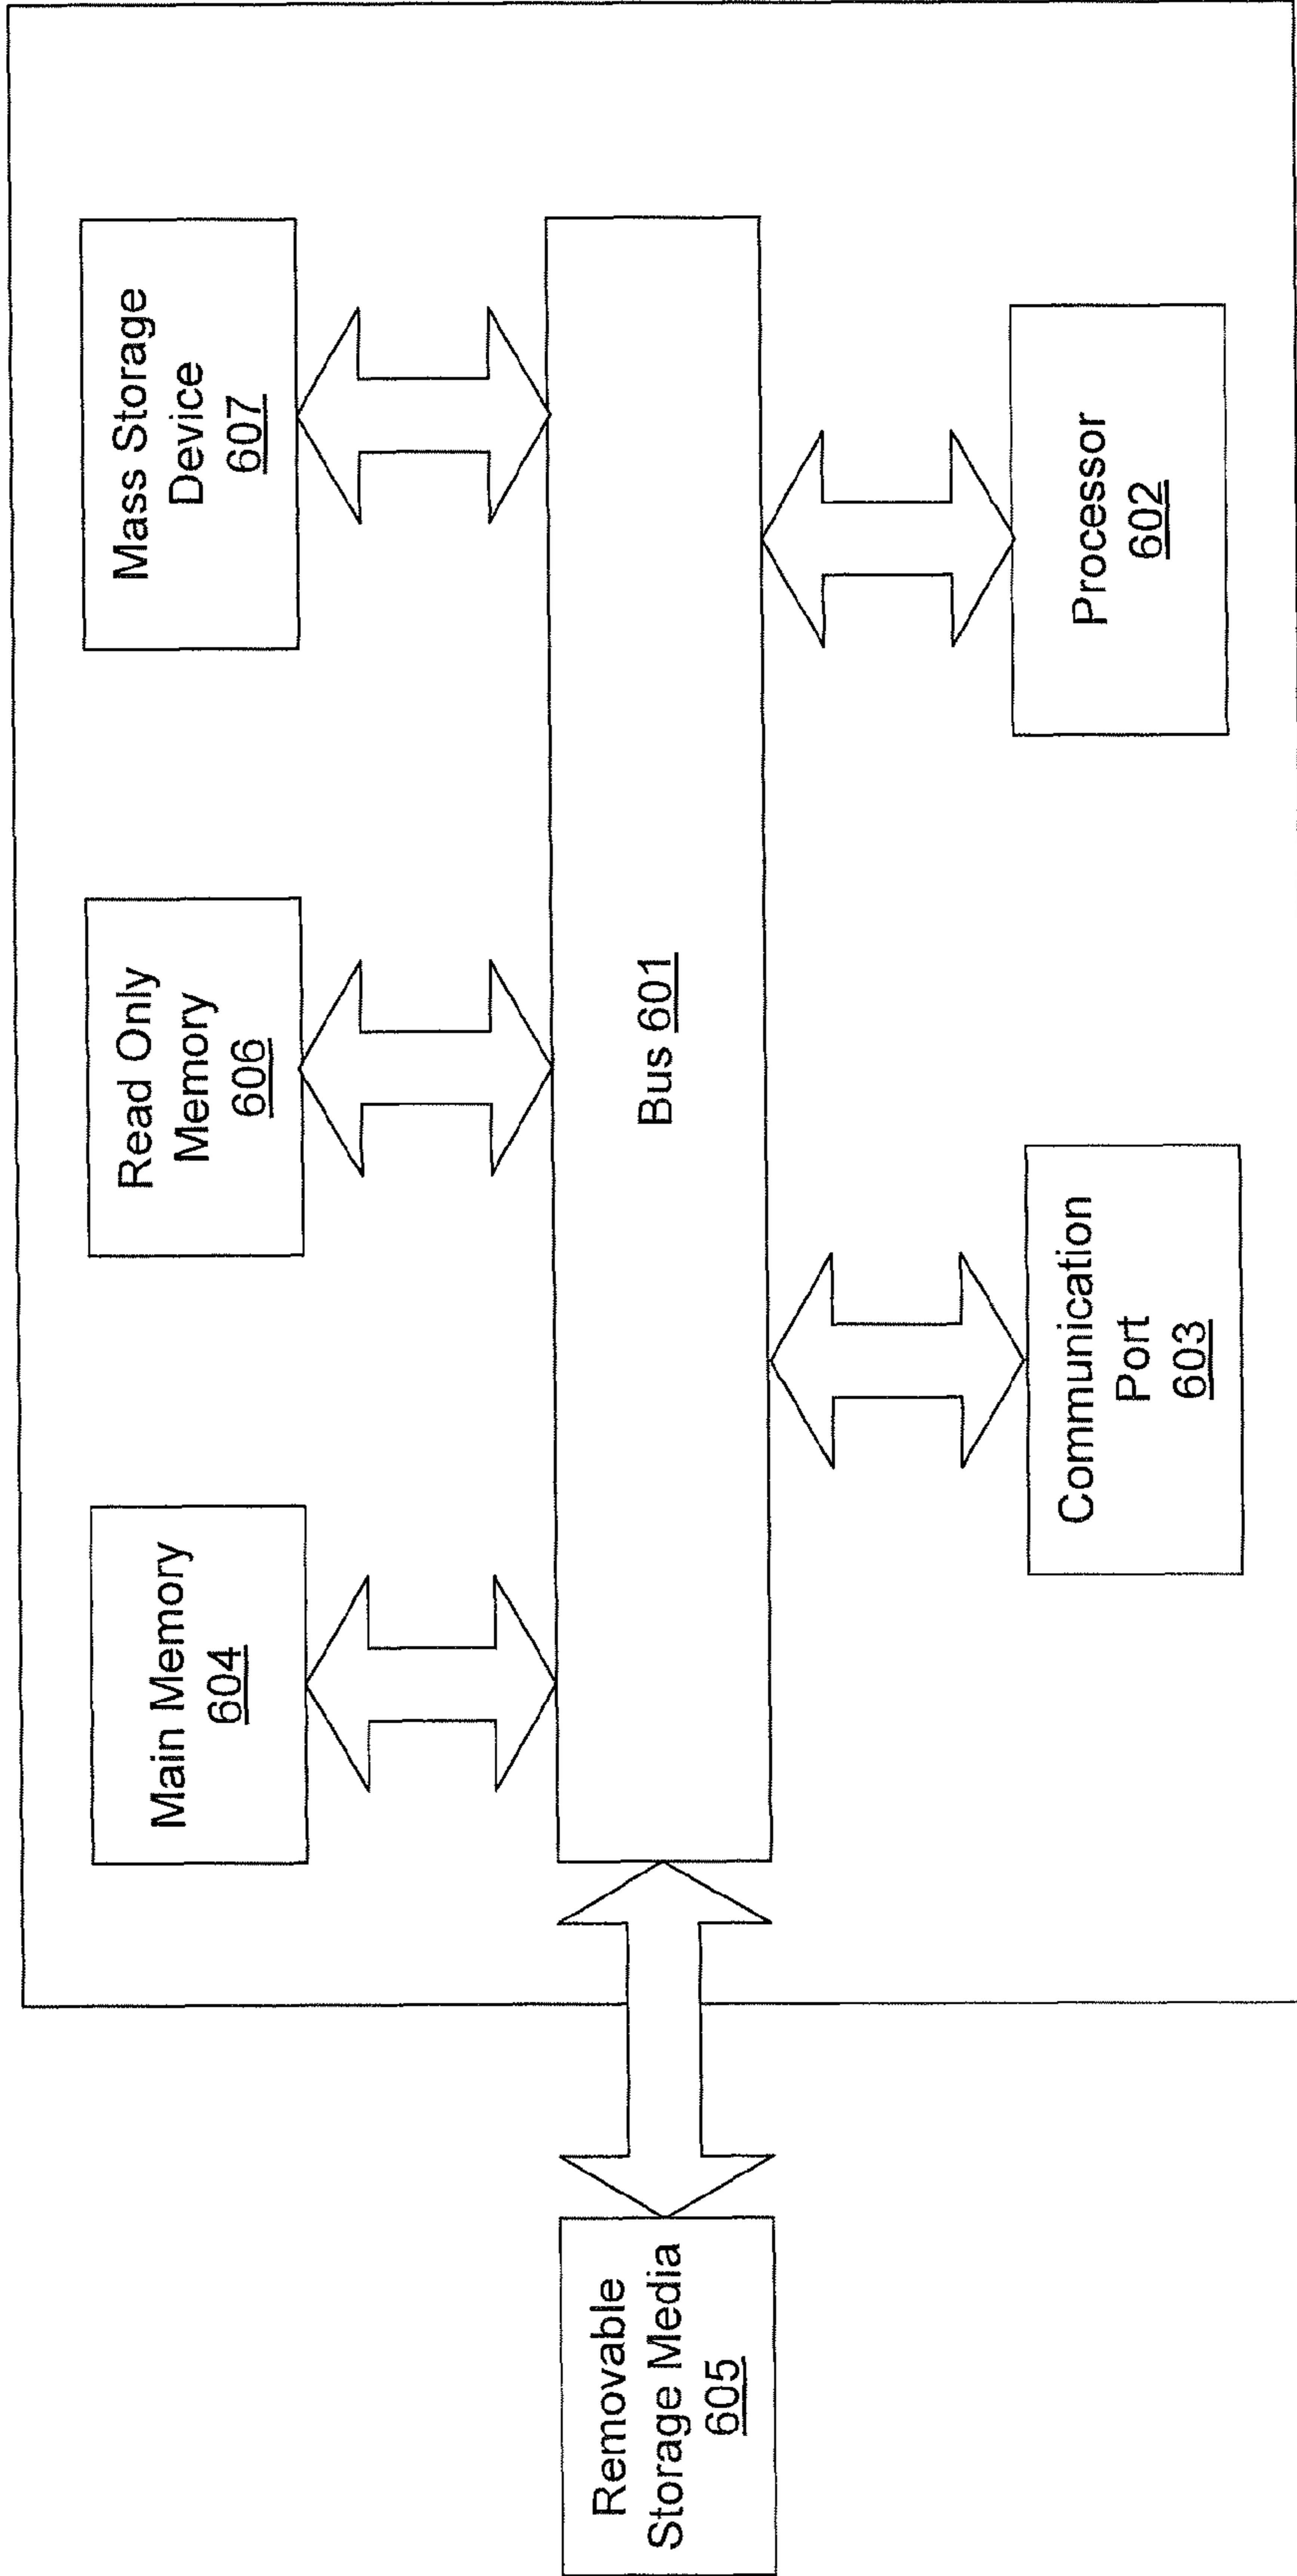 Main Memory
604
Read Only
Memory
606
Mass Storage
Device
607
Removable
Storage Media
605
Bus 601
Communication
Port
603
Processor
602